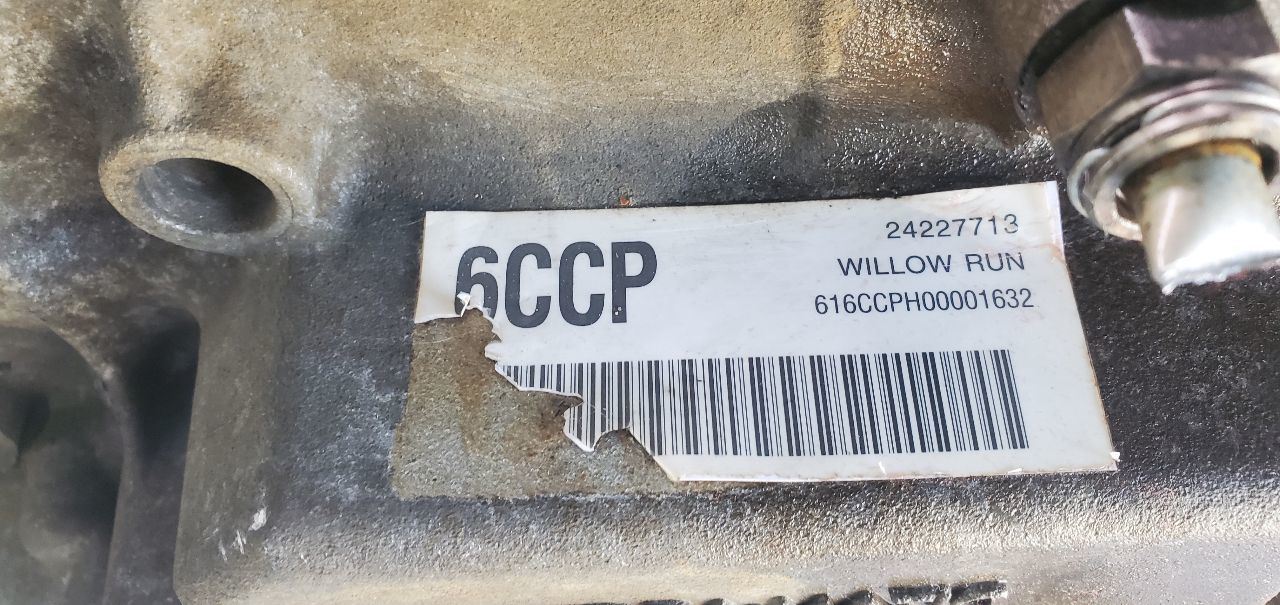 6CCP
24227713
WILLOW RUN
616CCPH00001632